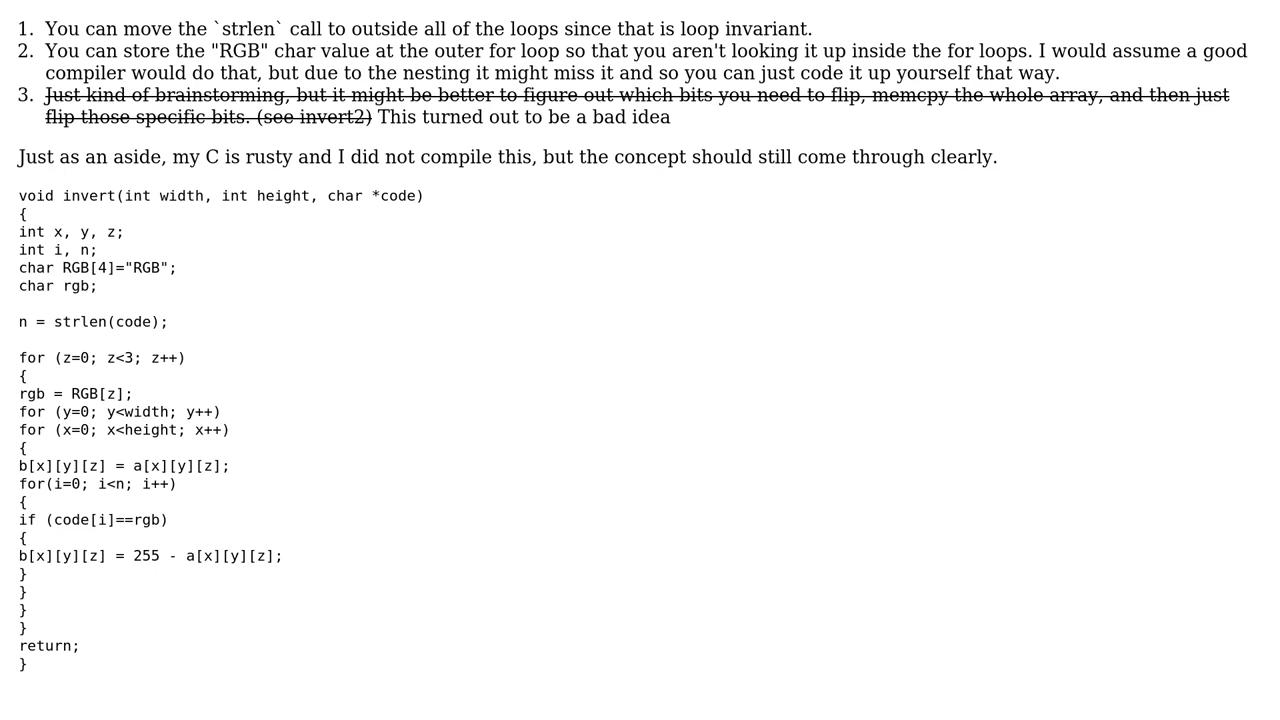 1. You can move the `strlen` call to outside all of the loops since that is loop invariant.
2. You can store the "RGB" char value at the outer for loop so that you aren't looking it up inside the for loops. I would assume a good
compiler would do that, but due to the nesting it might miss it and so you can just code it up yourself that way.
3. Just kind of brainstorming, but it might be better to figure out which bits you need to flip, memcpy the whole array, and then just
flip those specific bits. (see invert2) This turned out to be a bad idea
Just as an aside, my C is rusty and I did not compile this, but the concept should still come through clearly.
void invert(int width, int height, char *code)
{
int x, y, z;
int i, n;
char RGB[4]="RGB";
char rgb;
n = strlen(code);
for (z=0; z<3; z++)
{
rgb = RGB[z];
for (y=0; y<width; y++)
for (x=0; x<height; x++)
{
b[x][y][z] = a[x][y][z];
for(i=0; i<n; i++)
{
if (code[i]==rgb)
{
b[x][y][z] = 255 - a[x][y][z];
}
}
}
}
return;
}